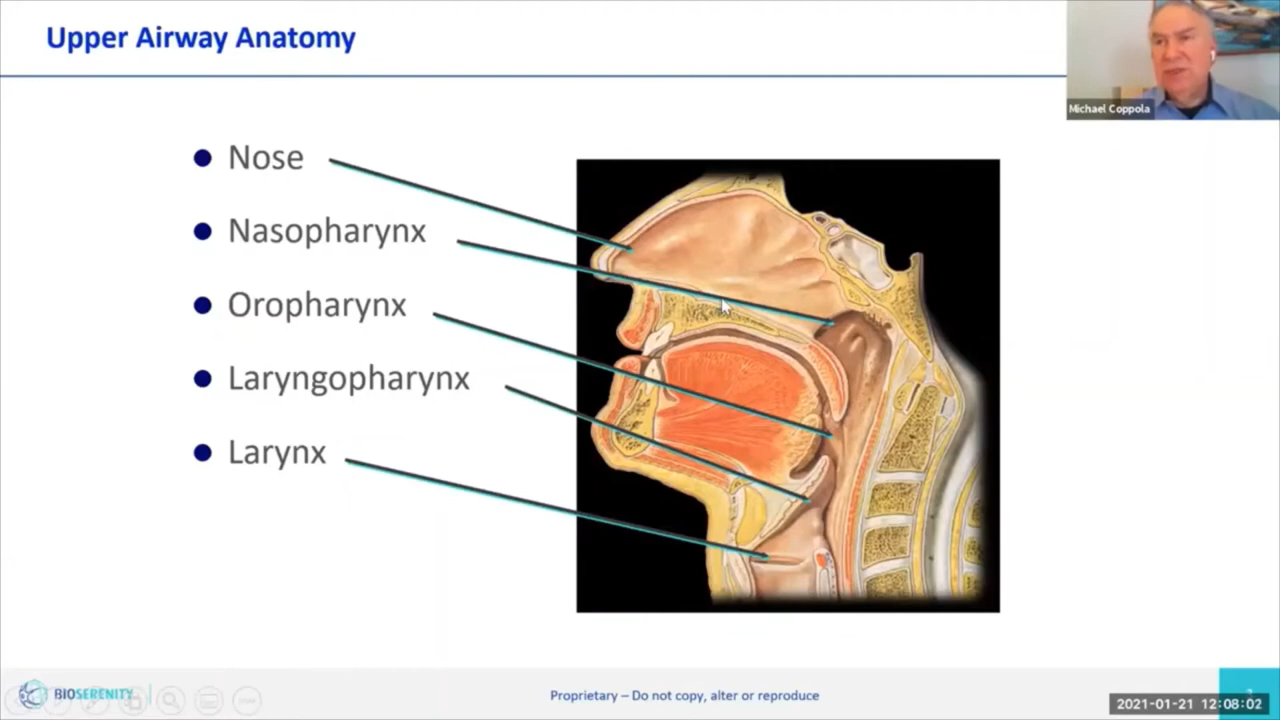 Upper Airway Anatomy
Michael Coppola
Nose
Nasopharynx
Oropharynx
Laryngopharynx
Larynx
BIOSERENITY
Proprietary – Do not copy, alter or reproduce
2021-01-21 12:08:02